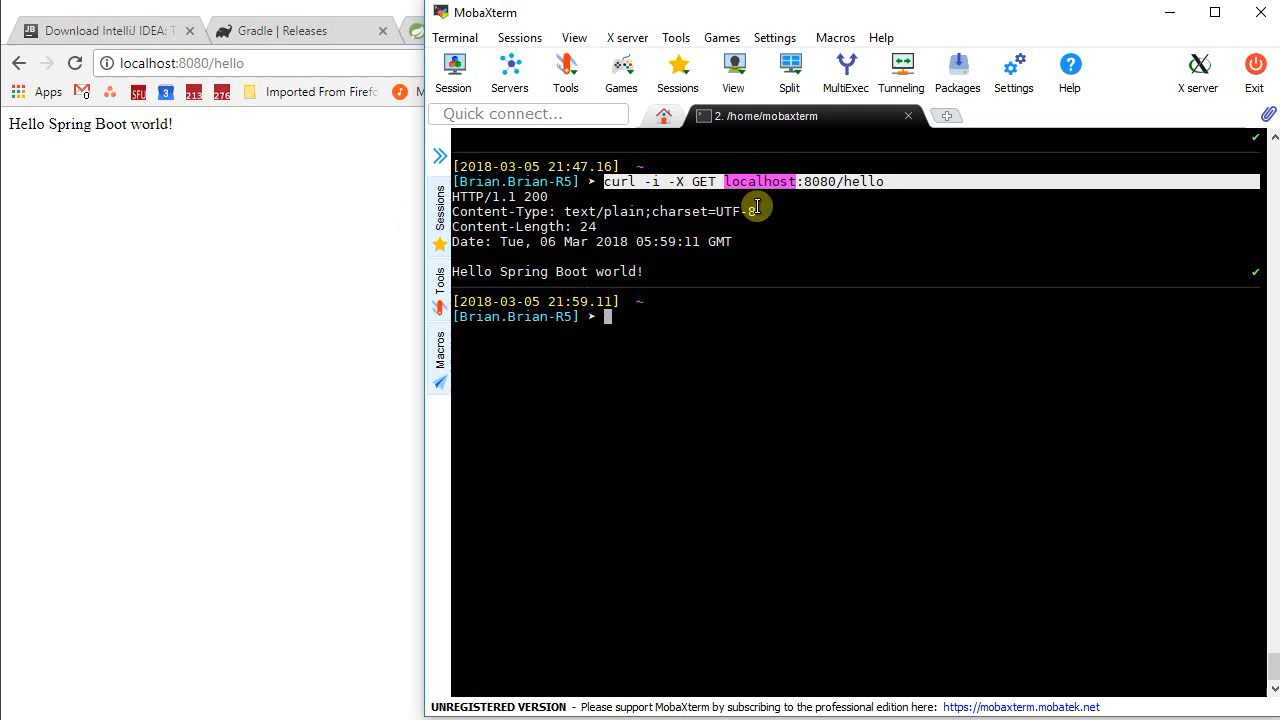 Download IntelliJ IDEA: T
Gradle | Releases
localhost:8080/hello
Apps
SFU
3
213
276
Imported From Firefo
M
Hello Spring Boot world!
MobaXterm
Terminal Sessions View X server Tools Games Settings Macros Help
Session Servers Tools Games Sessions View Split MultiExec Tunneling Packages Settings Help X server Exit
Quick connect...
2. /home/mobaxterm
Sessions
Tools
Macros
[2018-03-05 21:47.16] ~
[Brian.Brian-R5] ➤ curl -i -X GET localhost:8080/hello
HTTP/1.1 200
Content-Type: text/plain;charset=UTF-8
Content-Length: 24
Date: Tue, 06 Mar 2018 05:59:11 GMT
Hello Spring Boot world!
[2018-03-05 21:59.11] ~
[Brian.Brian-R5] ➤
UNREGISTERED VERSION - Please support MobaXterm by subscribing to the professional edition here: https://mobaxterm.mobatek.net